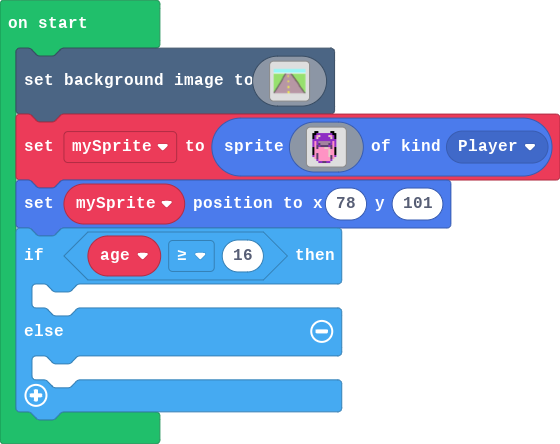 on start
set background image to
set mySprite to sprite of kind Player
set mySprite position to x 78 y 101
if age ≥ 16 then
else